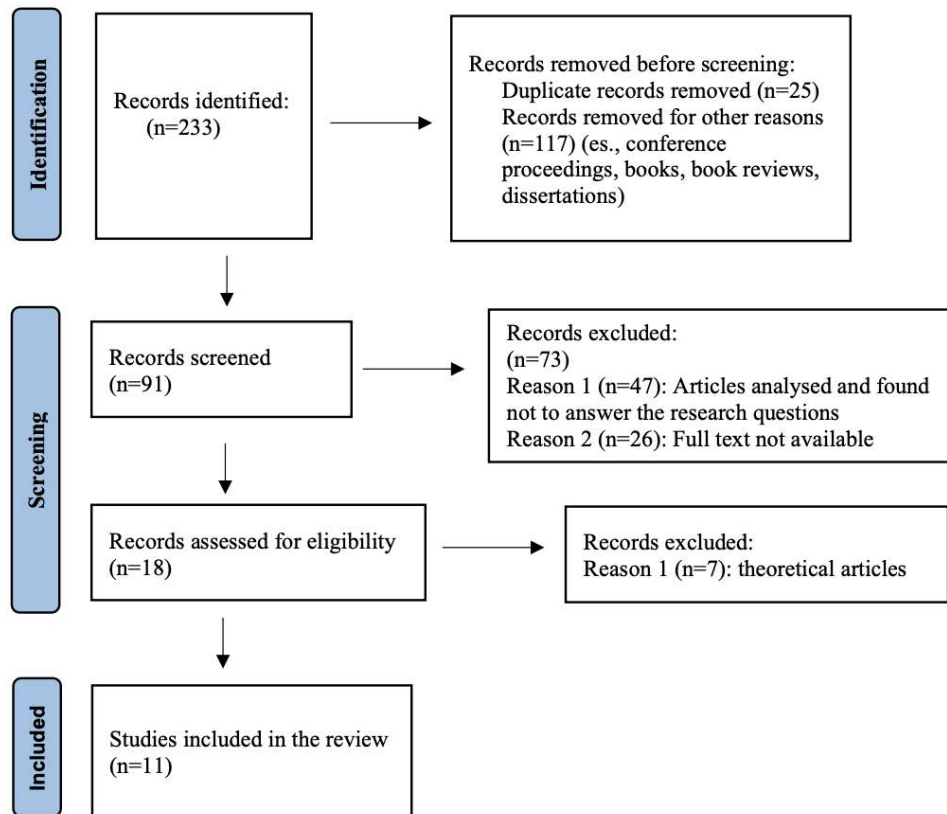 Identification
Records identified:
(n=233)
Records removed before screening:
Duplicate records removed (n=25)
Records removed for other reasons
(n=117) (es., conference
proceedings, books, book reviews,
dissertations)
Screening
Records screened
(n=91)
Records excluded:
(n=73)
Reason 1 (n=47): Articles analysed and found
not to answer the research questions
Reason 2 (n=26): Full text not available
Records assessed for eligibility
(n=18)
Records excluded:
Reason 1 (n=7): theoretical articles
Included
Studies included in the review
(n=11)